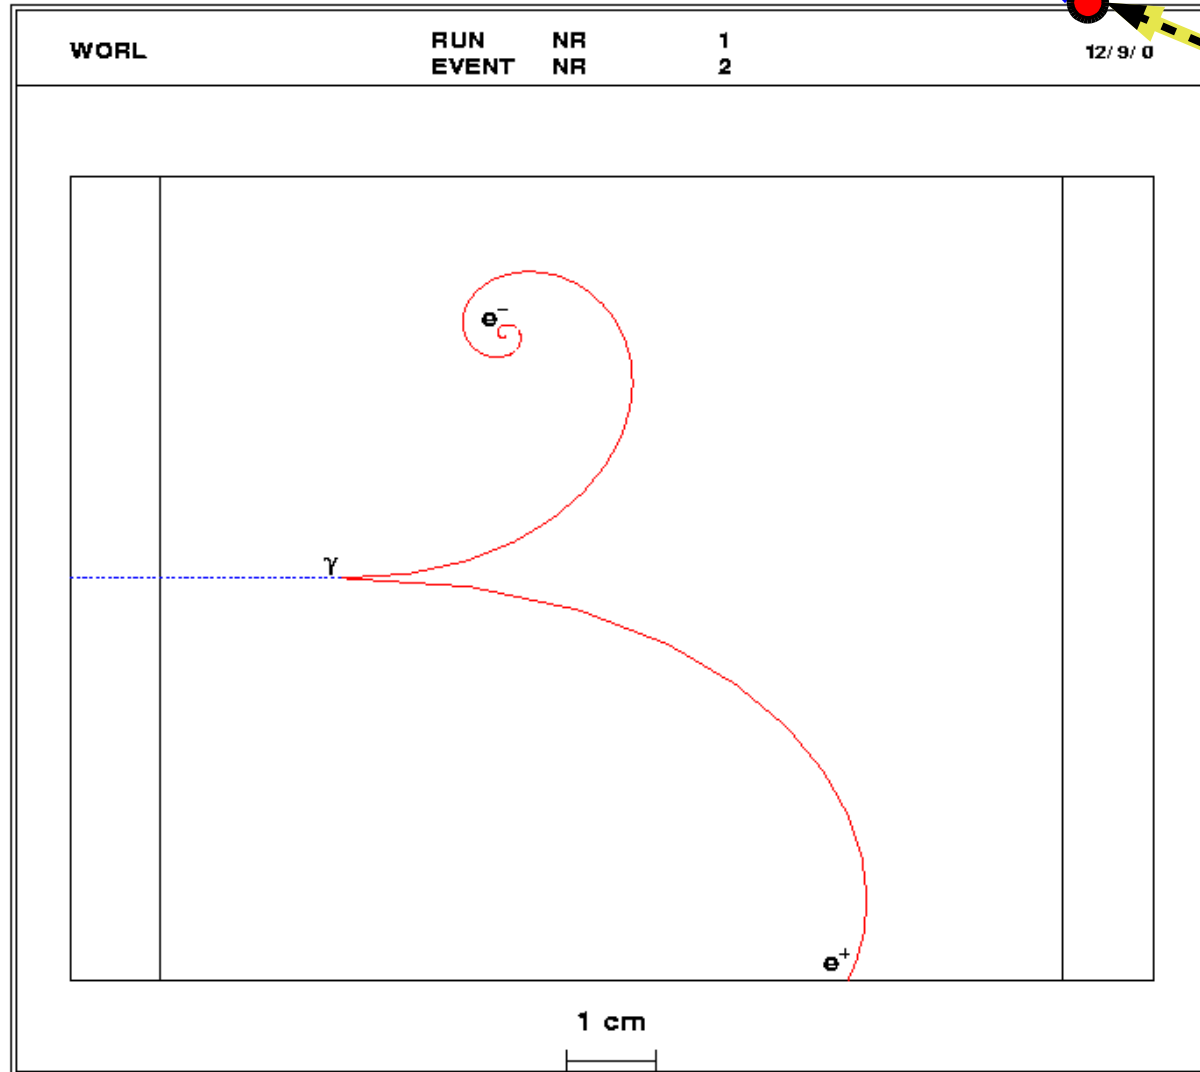 WORL
RUN NR 1
EVENT NR 2
12/ 9/ 0
e⁻
γ
e⁺
1 cm